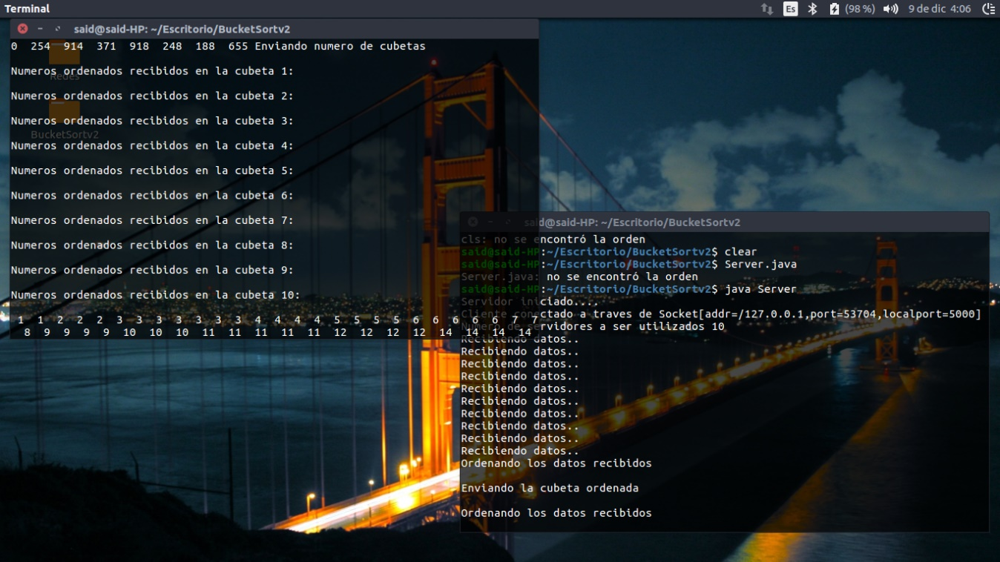 Terminal
Es
(98 %)
9 de dic 4:06
said@said-HP: ~/Escritorio/BucketSortv2
0 254 914 371 918 248 188 655 Enviando numero de cubetas
Redes
Numeros ordenados recibidos en la cubeta 1:
Numeros ordenados recibidos en la cubeta 2:
Numeros ordenados recibidos en la cubeta 3:
BucketSortv2
Numeros ordenados recibidos en la cubeta 4:
Numeros ordenados recibidos en la cubeta 5:
Numeros ordenados recibidos en la cubeta 6:
Numeros ordenados recibidos en la cubeta 7:
Numeros ordenados recibidos en la cubeta 8:
Numeros ordenados recibidos en la cubeta 9:
Numeros ordenados recibidos en la cubeta 10:
1 1 2 2 2 3 3 3 3 3 4 4 4 5 5 5 5 6 6 6 7 7
8 9 9 9 10 10 10 11 11 11 11 11 12 12 12 12 14 14 14 14
said@said-HP: ~/Escritorio/BucketSortv2
cls: no se encontró la orden
said@said-HP:~/Escritorio/BucketSortv2$ clear
said@said-HP:~/Escritorio/BucketSortv2$ Server.java
Server.java: no se encontró la orden
said@said-HP:~/Escritorio/BucketSortv2$ java Server
Servidor iniciado....
Cliente conectado a traves de Socket[addr=/127.0.0.1,port=53704,localport=5000]
Numero de servidores a ser utilizados 10
Recibiendo datos..
Recibiendo datos..
Recibiendo datos..
Recibiendo datos..
Recibiendo datos..
Recibiendo datos..
Recibiendo datos..
Recibiendo datos..
Recibiendo datos..
Recibiendo datos..
Ordenando los datos recibidos
Enviando la cubeta ordenada
Ordenando los datos recibidos